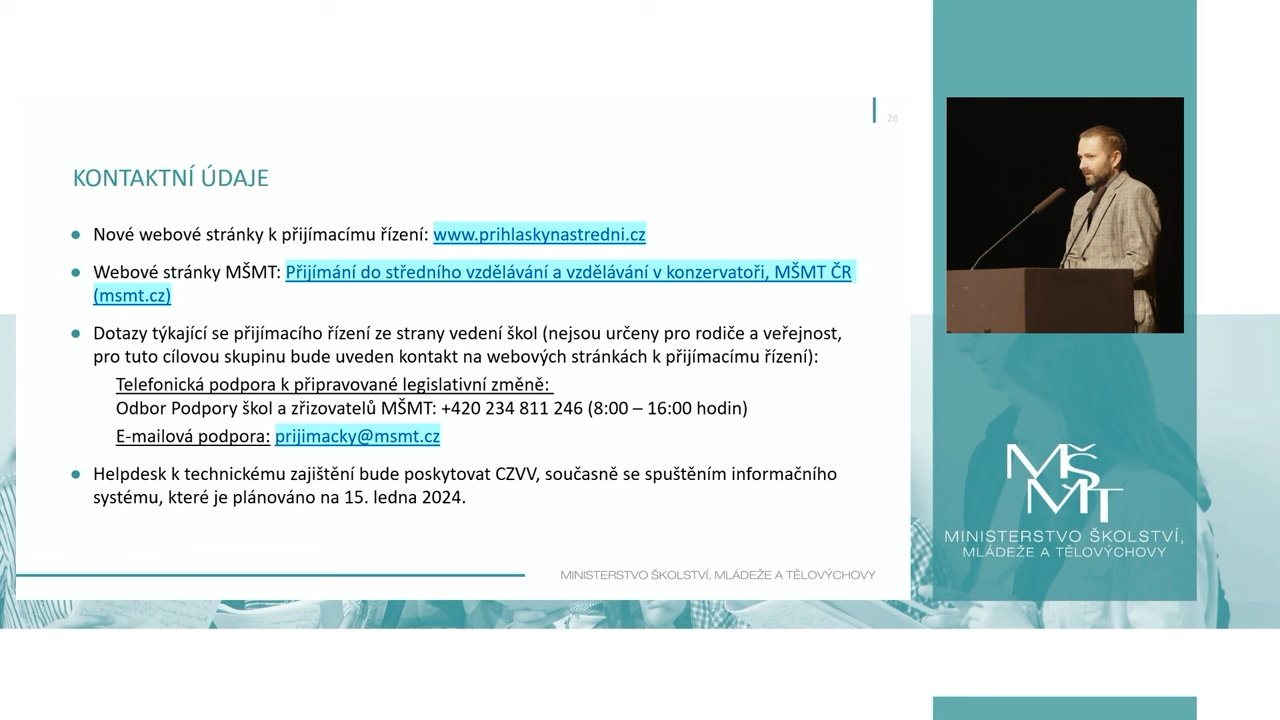 28
KONTAKTNÍ ÚDAJE
Nové webové stránky k přijímacímu řízení: www.prihlaskynastredni.cz
Webové stránky MŠMT: Přijímání do středního vzdělávání a vzdělávání v konzervatoři, MŠMT ČR
(msmt.cz)
Dotazy týkající se přijímacího řízení ze strany vedení škol (nejsou určeny pro rodiče a veřejnost,
pro tuto cílovou skupinu bude uveden kontakt na webových stránkách k přijímacímu řízení):
Telefonická podpora k připravované legislativní změně:
Odbor Podpory škol a zřizovatelů MŠMT: +420 234 811 246 (8:00 – 16:00 hodin)
E-mailová podpora: prijimacky@msmt.cz
Helpdesk k technickému zajištění bude poskytovat CZVV, současně se spuštěním informačního
systému, které je plánováno na 15. ledna 2024.
MINISTERSTVO ŠKOLSTVÍ, MLÁDEŽE A TĚLOVÝCHOVY
MŠ
MT
MINISTERSTVO ŠKOLSTVÍ,
MLÁDEŽE A TĚLOVÝCHOVY